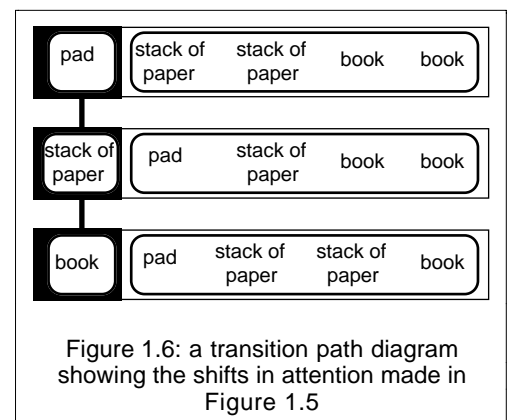 pad stack of paper stack of paper book book
stack of paper pad stack of paper book book
book pad stack of paper stack of paper book
Figure 1.6: a transition path diagram
showing the shifts in attention made in
Figure 1.5